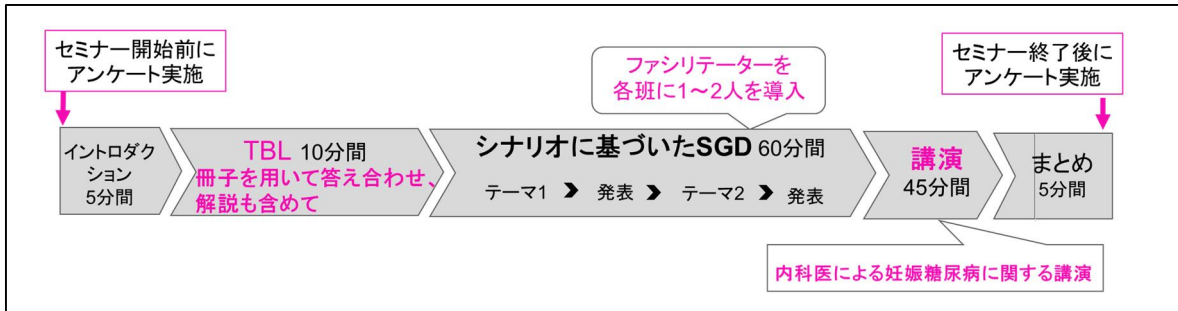 セミナー開始前に
アンケート実施
ファシリテーターを
各班に1～2人を導入
セミナー終了後に
アンケート実施
イントロダク
ション
5分間
TBL 10分間
冊子を用いて答え合わせ、
解説も含めて
シナリオに基づいたSGD 60分間
テーマ1 ❯ 発表 ❯ テーマ2 ❯ 発表
講演
45分間
まとめ
5分間
内科医による妊娠糖尿病に関する講演